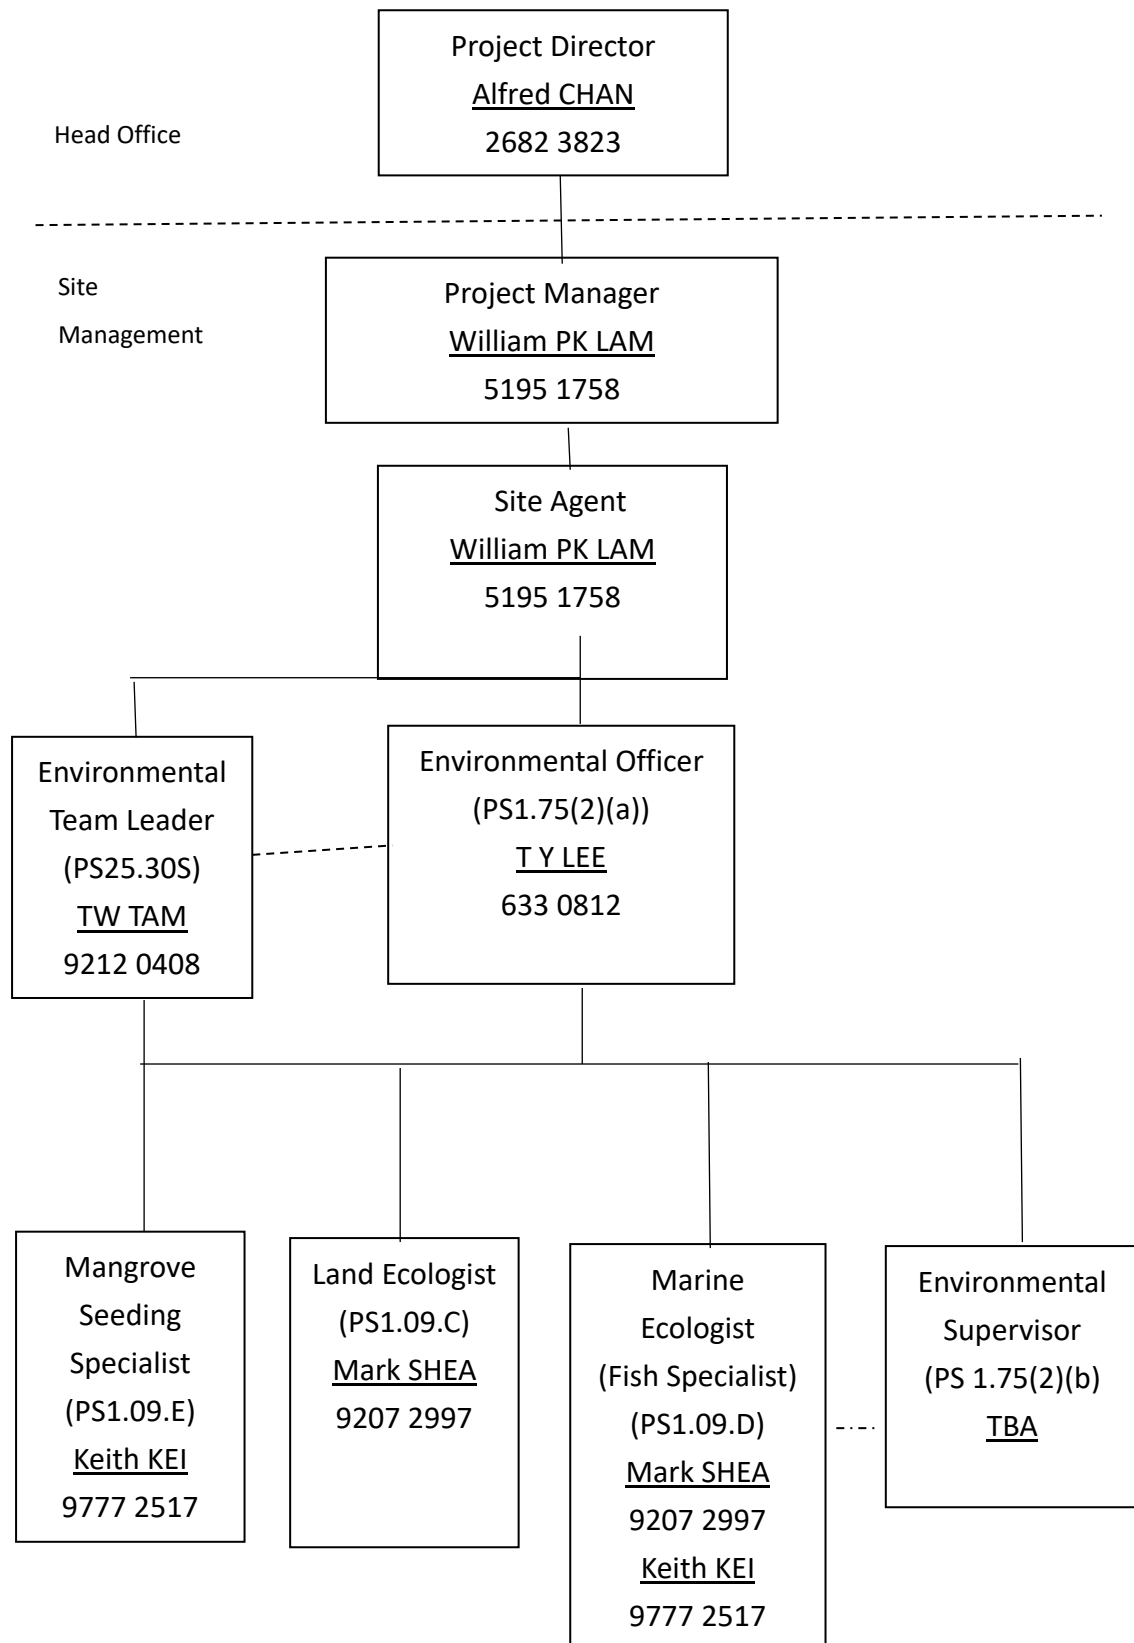 Project Director
Alfred CHAN
2682 3823
Head Office
Site
Management
Project Manager
William PK LAM
5195 1758
Site Agent
William PK LAM
5195 1758
Environmental
Team Leader
(PS25.30S)
TW TAM
9212 0408
Environmental Officer
(PS1.75(2)(a))
T Y LEE
633 0812
Mangrove
Seeding
Specialist
(PS1.09.E)
Keith KEI
9777 2517
Land Ecologist
(PS1.09.C)
Mark SHEA
9207 2997
Marine
Ecologist
(Fish Specialist)
(PS1.09.D)
Mark SHEA
9207 2997
Keith KEI
9777 2517
Environmental
Supervisor
(PS 1.75(2)(b)
TBA